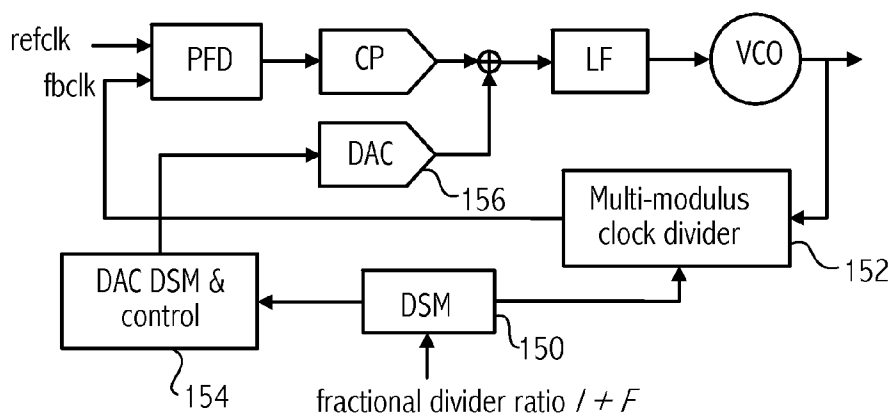 refclk
fbclk
PFD
CP
LF
VCO
DAC
156
Multi-modulus
clock divider
152
DAC DSM &
control
154
DSM
150
fractional divider ratio I + F